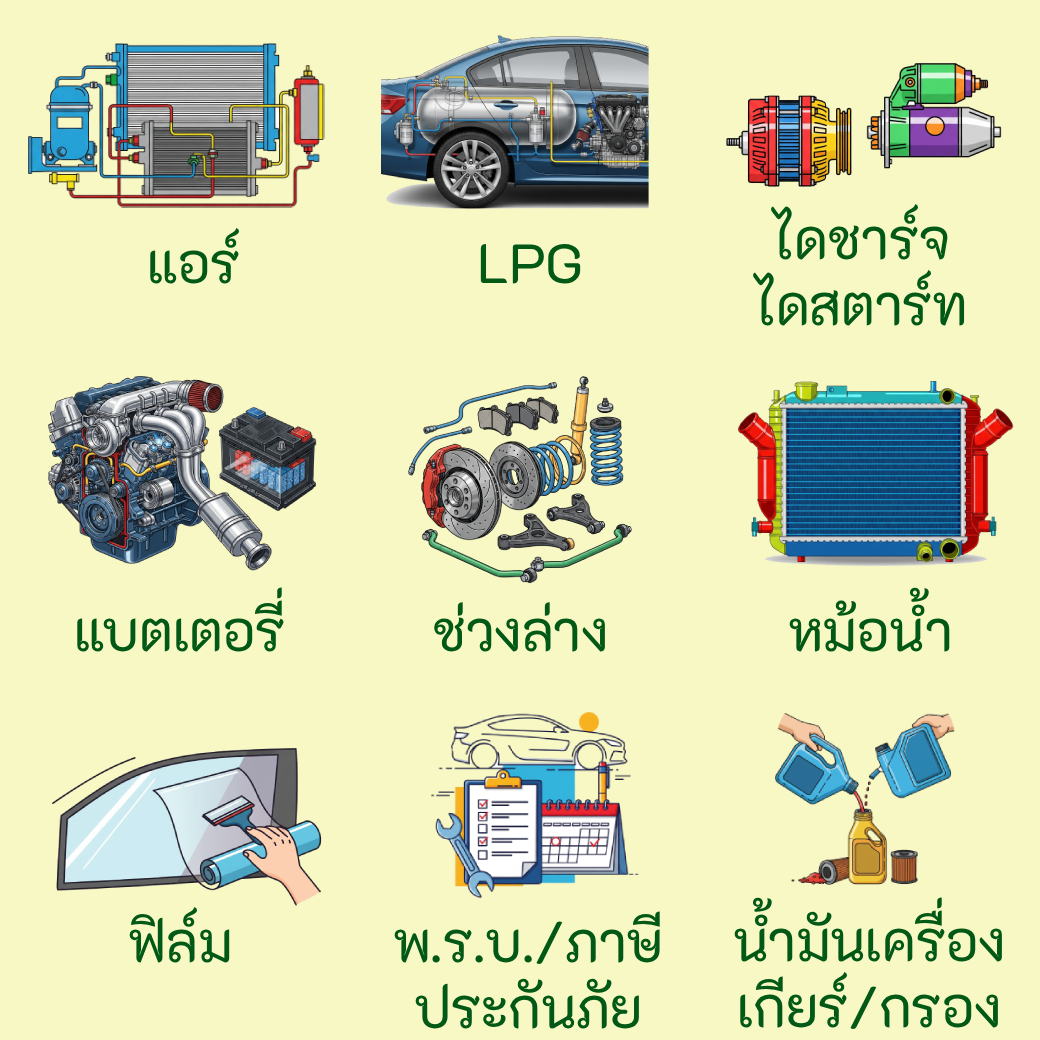 แอร์
LPG
ไดชาร์จ
ไดสตาร์ท
แบตเตอรี่
ช่วงล่าง
หม้อน้ำ
ฟิล์ม
พ.ร.บ./ภาษี
ประกันภัย
น้ำมันเครื่อง
เกียร์/กรอง